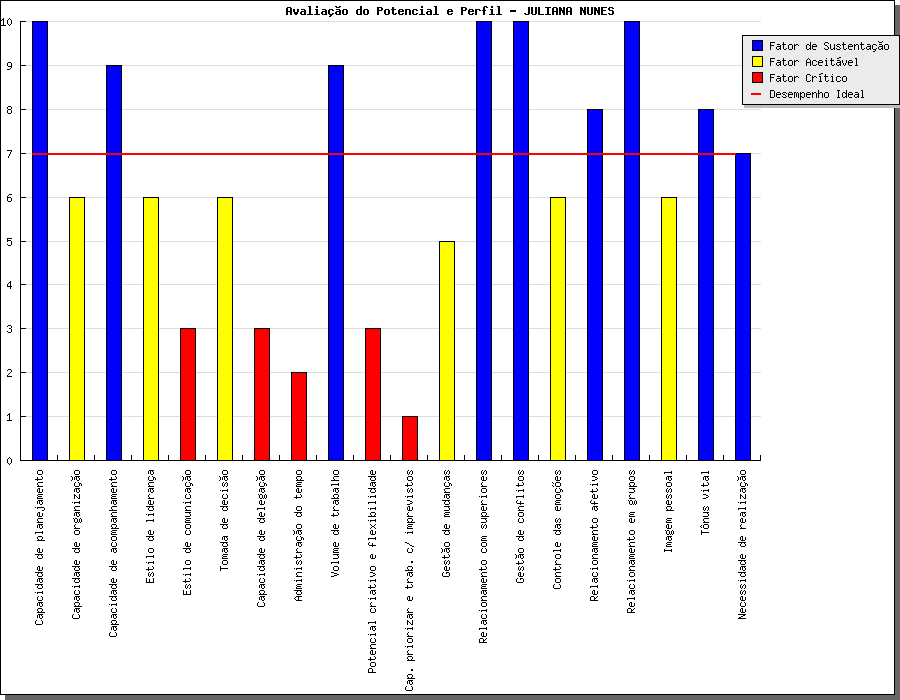 Avaliação do Potencial e Perfil - JULIANA NUNES
Fator de Sustentação
Fator Aceitável
Fator Crítico
Desempenho Ideal
10
9
8
7
6
5
4
3
2
1
0
Capacidade de planejamento
Capacidade de organização
Capacidade de acompanhamento
Estilo de liderança
Estilo de comunicação
Tomada de decisão
Capacidade de delegação
Administração do tempo
Volume de trabalho
Potencial criativo e flexibilidade
Cap. priorizar e trab. c/ imprevistos
Gestão de mudanças
Relacionamento com superiores
Gestão de conflitos
Controle das emoções
Relacionamento afetivo
Relacionamento em grupos
Imagem pessoal
Tônus vital
Necessidade de realização